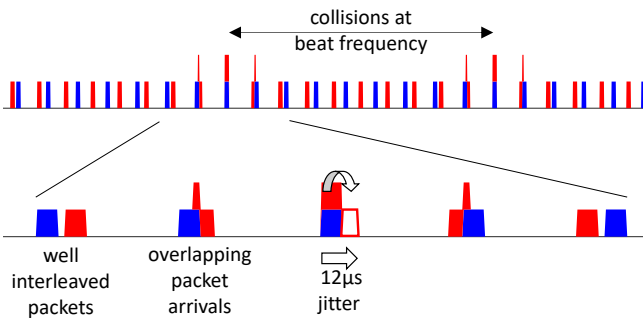 collisions at
beat frequency
well
interleaved
packets
overlapping
packet
arrivals
12µs
jitter